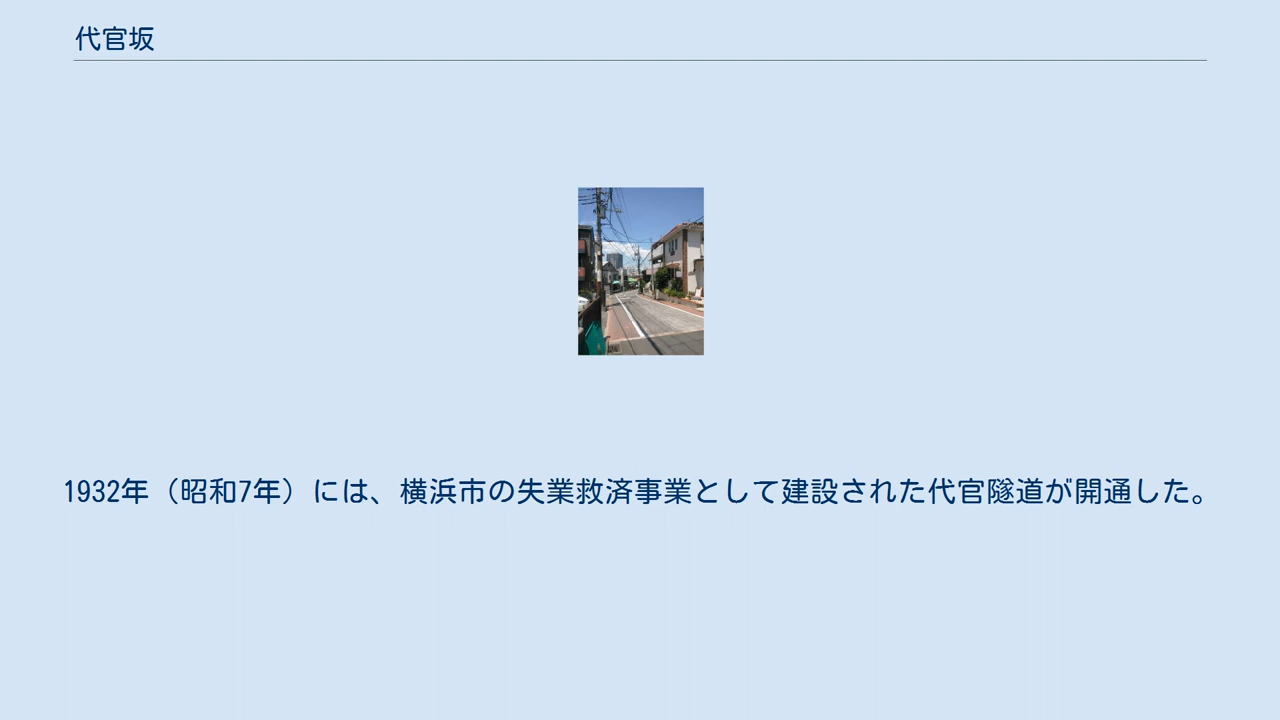 代官坂
1932年（昭和7年）には、横浜市の失業救済事業として建設された代官隧道が開通した。